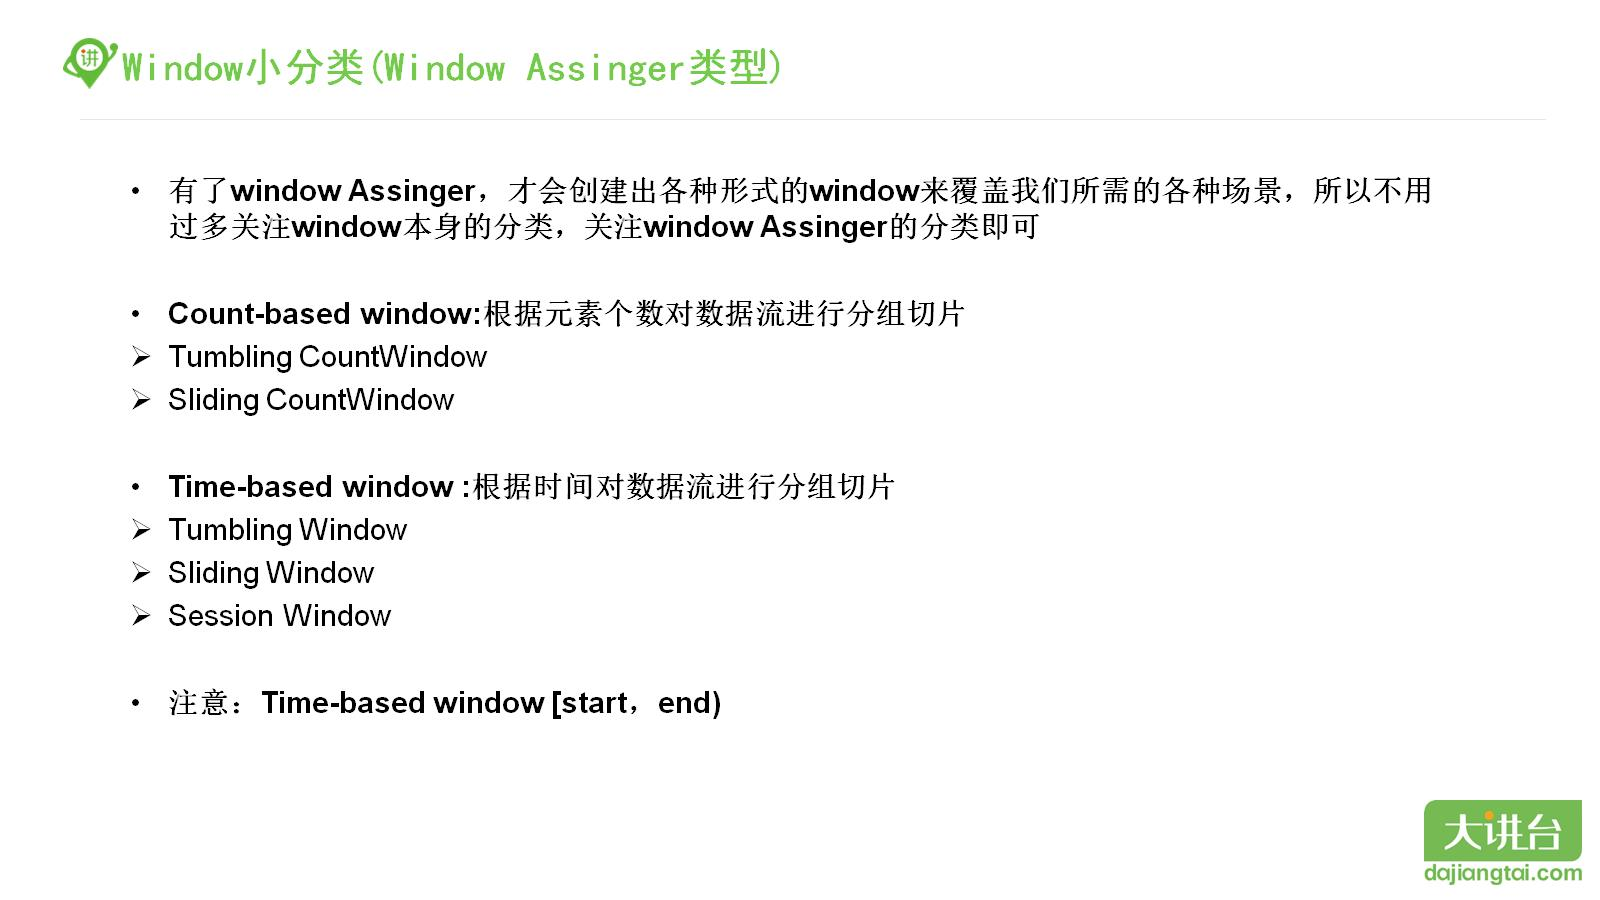 讲
Window小分类(Window Assinger类型)
• 有了window Assinger，才会创建出各种形式的window来覆盖我们所需的各种场景，所以不用
过多关注window本身的分类，关注window Assinger的分类即可
• Count-based window:根据元素个数对数据流进行分组切片
➢ Tumbling CountWindow
➢ Sliding CountWindow
• Time-based window :根据时间对数据流进行分组切片
➢ Tumbling Window
➢ Sliding Window
➢ Session Window
• 注意：Time-based window [start，end)
大讲台
dajiangtai.com